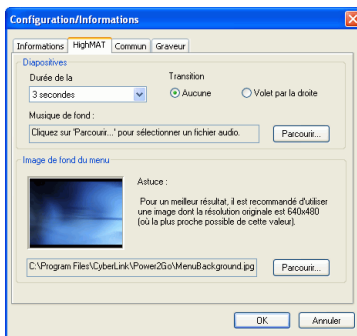 Configuration/Informations
Informations
HighMAT
Commun
Graveur
Diapositives
Durée de la
Transition
3 secondes
Aucune
Volet par la droite
Musique de fond :
Cliquez sur 'Parcourir...' pour sélectionner un fichier audio.
Parcourir...
Image de fond du menu
Astuce :
Pour un meilleur résultat, il est recommandé d'utiliser
une image dont la résolution originale est 640x480
(où la plus proche possible de cette valeur).
C:\Program Files\CyberLink\Power2Go\MenuBackground.jpg
Parcourir...
OK
Annuler